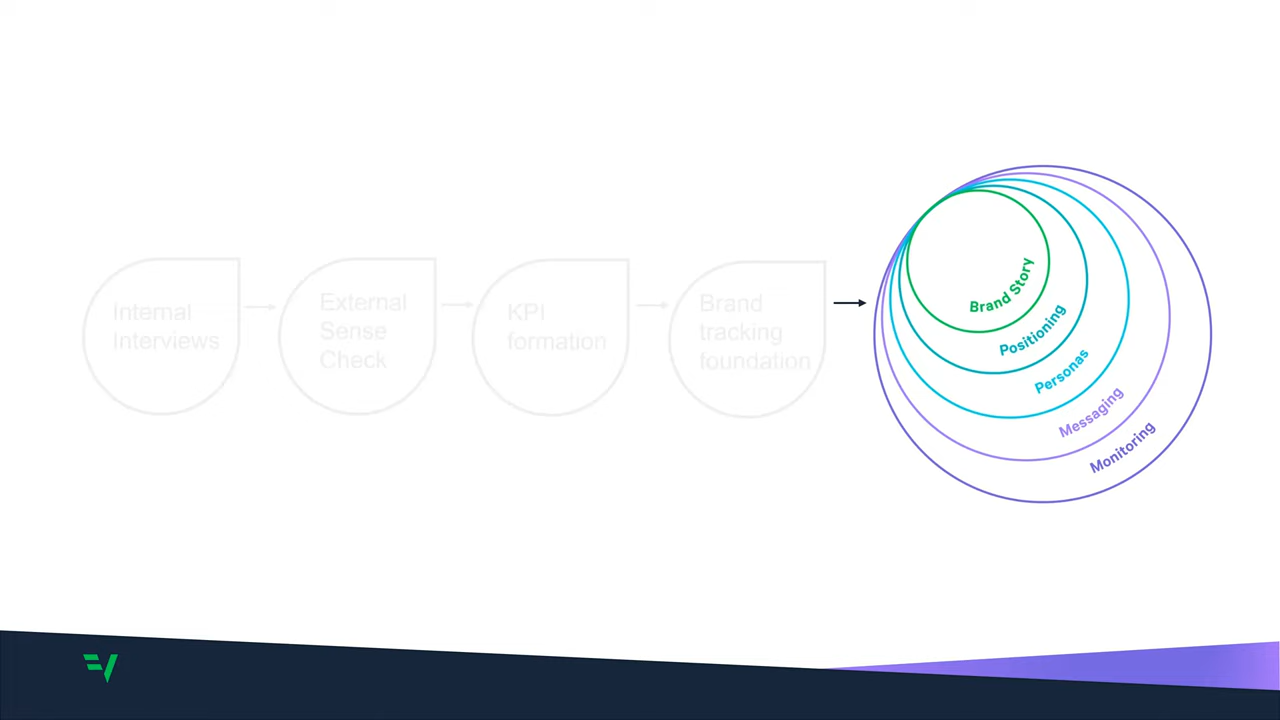 Internal
Interviews
External
Sense
Check
KPI
formation
Brand
tracking
foundation
Brand Story
Positioning
Personas
Messaging
Monitoring